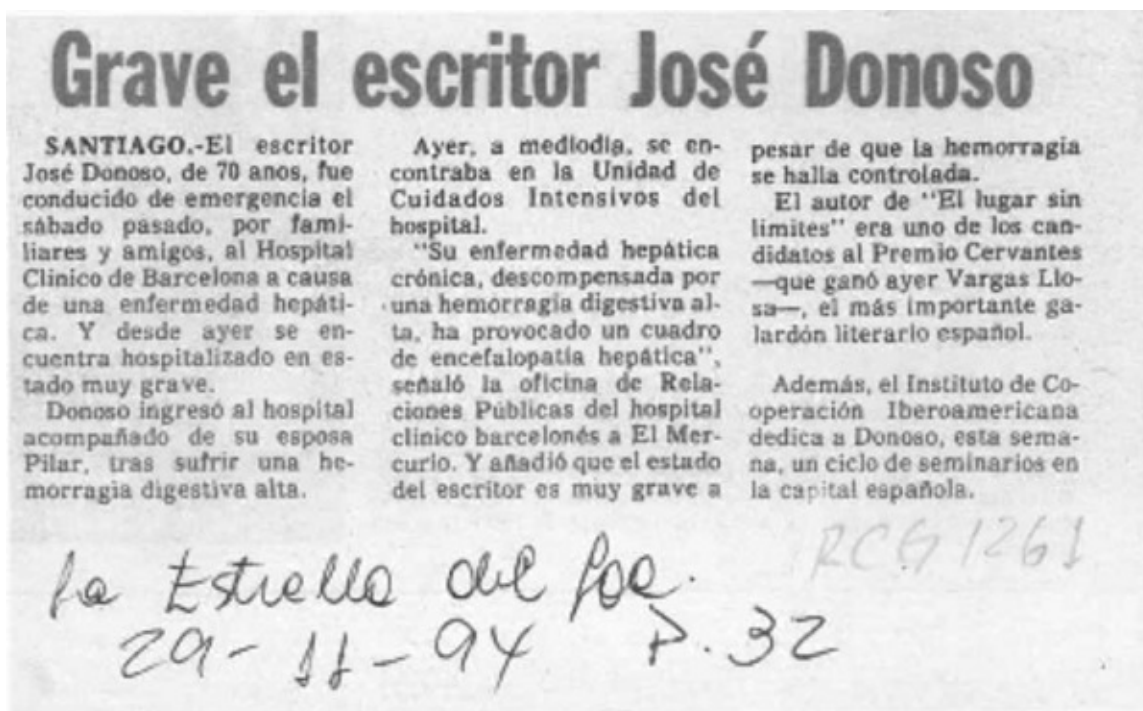 Grave el escritor José Donoso
SANTIAGO.-El escritor
José Donoso, de 70 anos, fue
conducido de emergencia el
sábado pasado, por fami-
liares y amigos, al Hospital
Clinico de Barcelona a causa
de una enfermedad hepáti-
ca. Y desde ayer se en-
cuentra hospitalizado en es-
tado muy grave.
Donoso ingresó al hospital
acompañado de su esposa
Pilar, tras sufrir una he-
morragia digestiva alta.
Ayer, a mediodia, se en-
contraba en la Unidad de
Cuidados Intensivos del
hospital.
"Su enfermedad hepática
crónica, descompensada por
una hemorragia digestiva al-
ta, ha provocado un cuadro
de encefalopatía hepática",
señaló la oficina de Rela-
ciones Públicas del hospital
clinico barcelonés a El Mer-
curio. Y añadió que el estado
del escritor es muy grave a
pesar de que la hemorragia
se halla controlada.
El autor de "El lugar sin
limites" era uno de los can-
didatos al Premio Cervantes
—que ganó ayer Vargas Llo-
sa—, el más importante ga-
lardón literario español.
Además, el Instituto de Co-
operación Iberoamericana
dedica a Donoso, esta sema-
na, un ciclo de seminarios en
la capital española.
RCG 1261
La Estrella del Loa.
29-11-94 P. 32